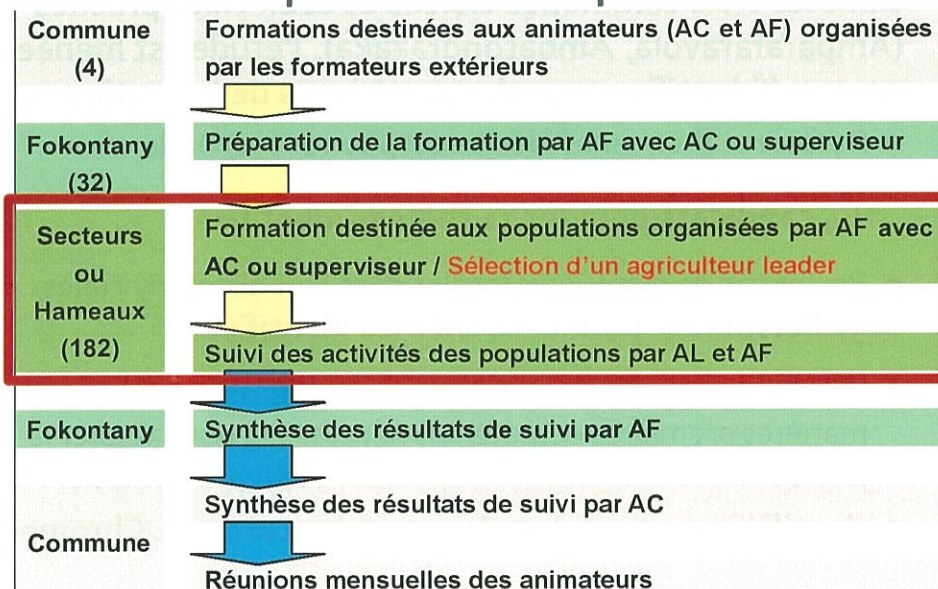 Commune
(4)
Formations destinées aux animateurs (AC et AF) organisées
par les formateurs extérieurs
Fokontany
(32)
Préparation de la formation par AF avec AC ou superviseur
Secteurs
ou
Hameaux
(182)
Formation destinée aux populations organisées par AF avec
AC ou superviseur / Sélection d'un agriculteur leader
Suivi des activités des populations par AL et AF
Fokontany
Synthèse des résultats de suivi par AF
Commune
Synthèse des résultats de suivi par AC
Réunions mensuelles des animateurs